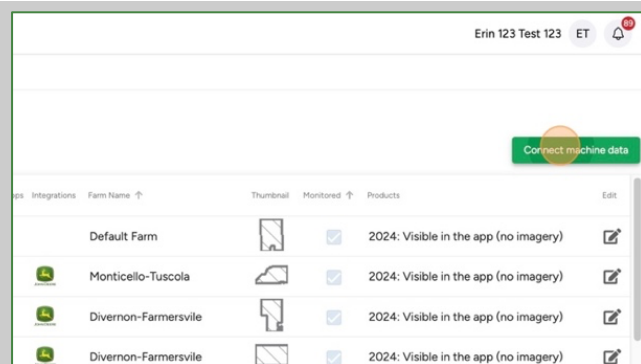 89
Erin 123 Test 123 ET
Connect machine data
ps Integrations Farm Name ↑ Thumbnail Monitored ↑ Products Edit
Default Farm 2024: Visible in the app (no imagery)
Monticello-Tuscola 2024: Visible in the app (no imagery)
Divernon-Farmersvile 2024: Visible in the app (no imagery)
Divernon-Farmersvile 2024: Visible in the app (no imagery)